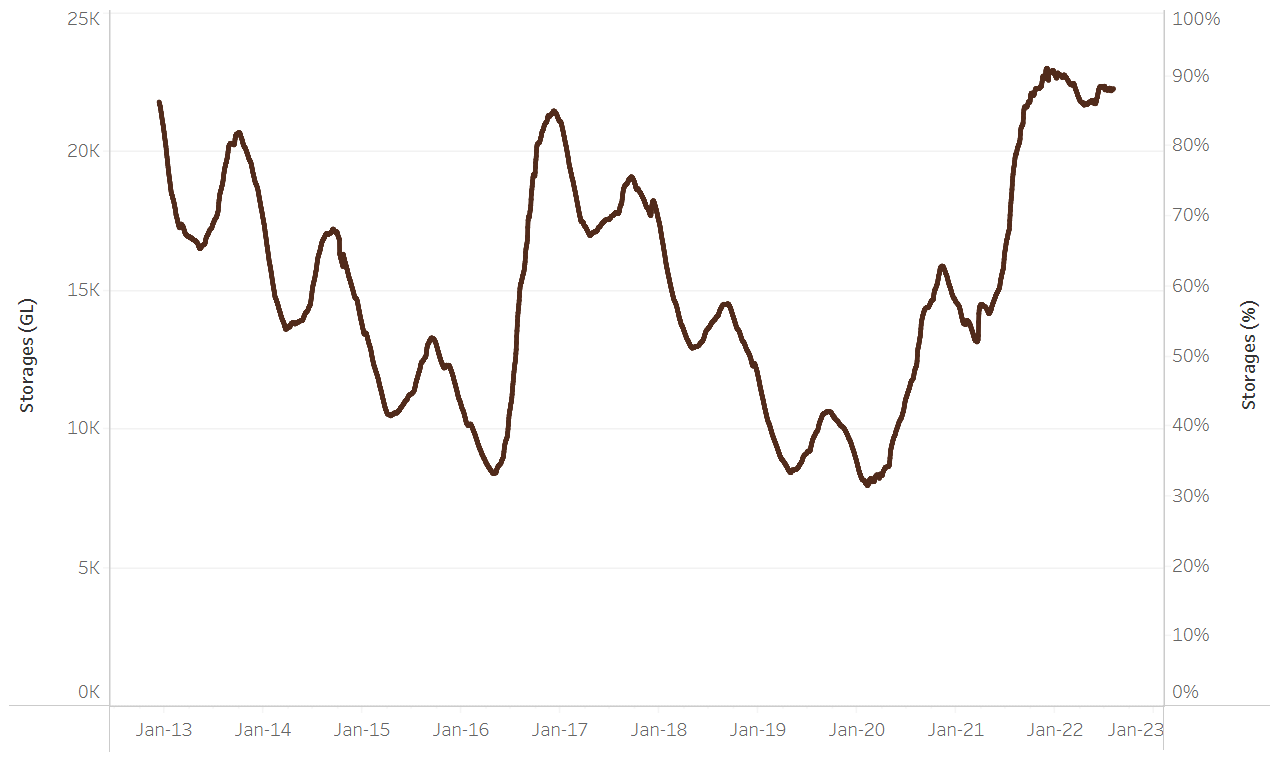 25K
20K
15K
10K
5K
0K
Storages (GL)
100%
90%
80%
70%
60%
50%
40%
30%
20%
10%
0%
Storages (%)
Jan-13 Jan-14 Jan-15 Jan-16 Jan-17 Jan-18 Jan-19 Jan-20 Jan-21 Jan-22 Jan-23